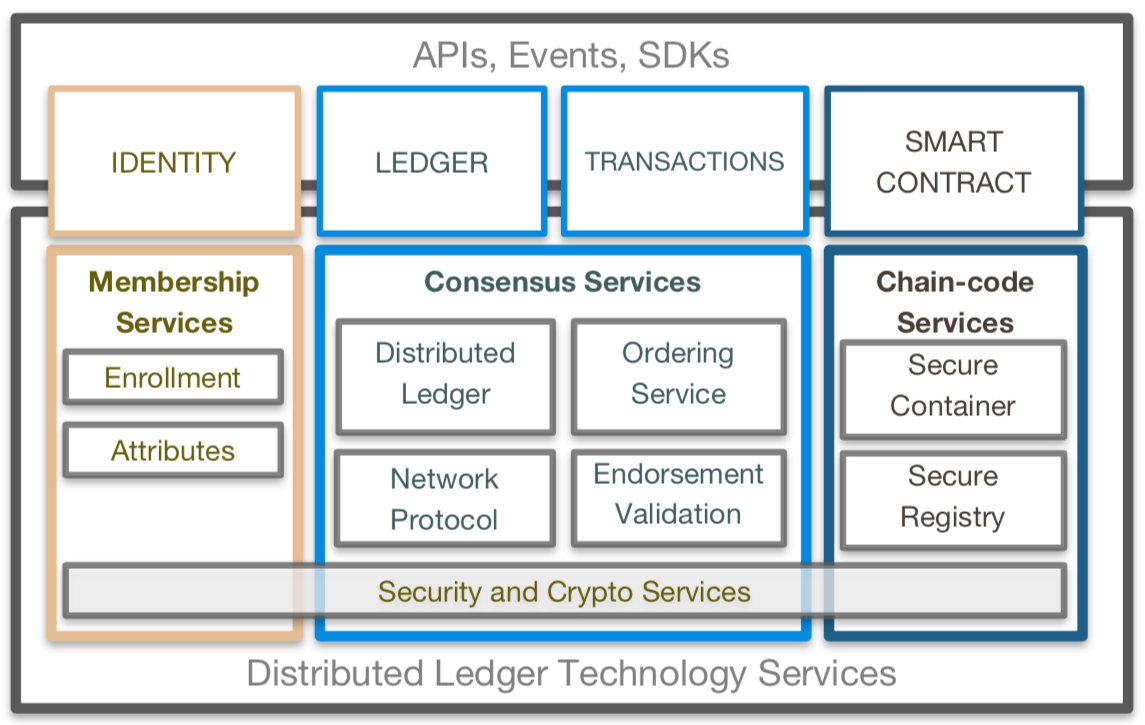 APIs, Events, SDKs
IDENTITY
LEDGER
TRANSACTIONS
SMART
CONTRACT
Membership
Services
Enrollment
Attributes
Consensus Services
Distributed
Ledger
Ordering
Service
Network
Protocol
Endorsement
Validation
Chain-code
Services
Secure
Container
Secure
Registry
Security and Crypto Services
Distributed Ledger Technology Services